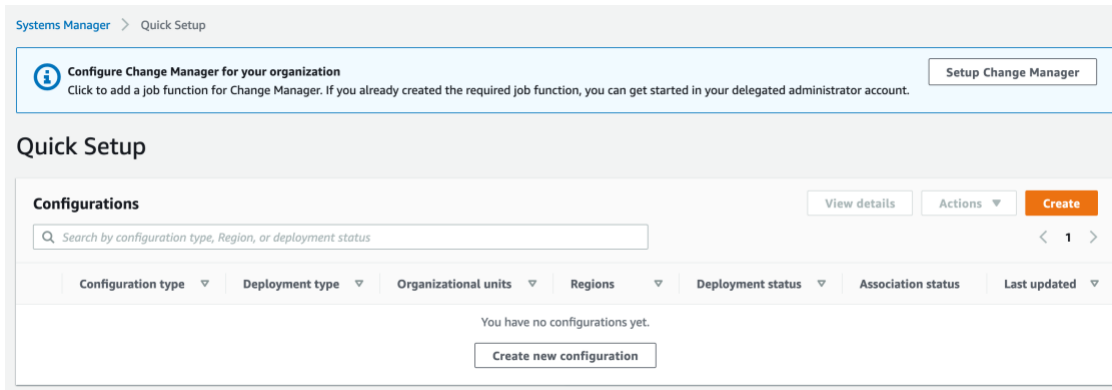 Systems Manager > Quick Setup
Configure Change Manager for your organization
Click to add a job function for Change Manager. If you already created the required job function, you can get started in your delegated administrator account.
Setup Change Manager
Quick Setup
Configurations
View details
Actions
Create
Search by configuration type, Region, or deployment status
< 1 >
Configuration type
Deployment type
Organizational units
Regions
Deployment status
Association status
Last updated
You have no configurations yet.
Create new configuration